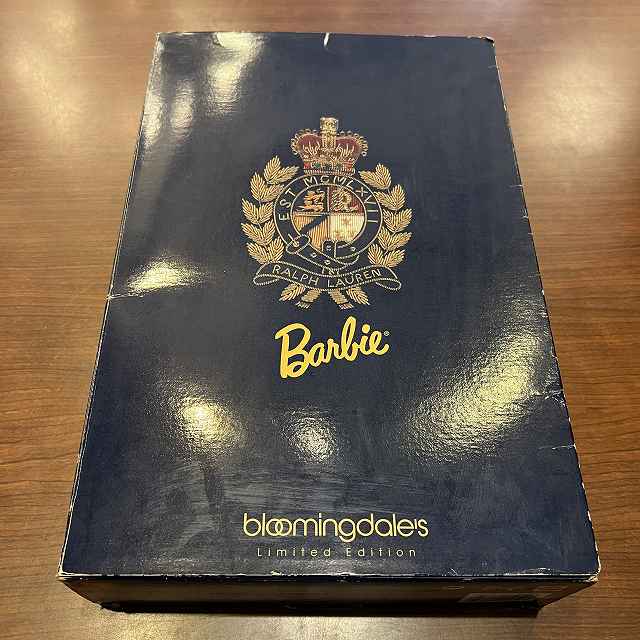 EST MCMLXVII
RALPH LAUREN
Barbie®
bloomingdale's
Limited Edition